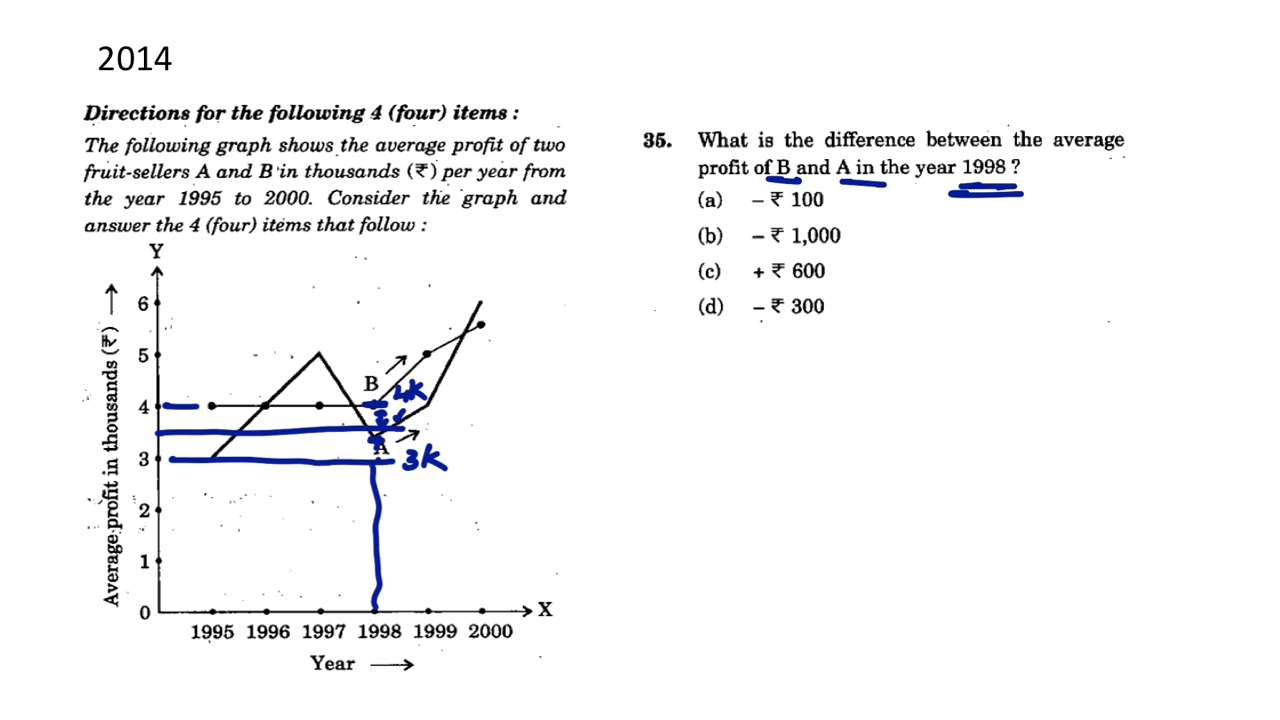 2014
Directions for the following 4 (four) items :
The following graph shows the average profit of two
fruit-sellers A and B in thousands (₹) per year from
the year 1995 to 2000. Consider the graph and
answer the 4 (four) items that follow :
Y
Average profit in thousands (₹)
6
5
4
3
2
1
0
B
4K
A
3K
X
1995 1996 1997 1998 1999 2000
Year
35. What is the difference between the average
profit of B and A in the year 1998 ?
(a) – ₹ 100
(b) – ₹ 1,000
(c) + ₹ 600
(d) – ₹ 300